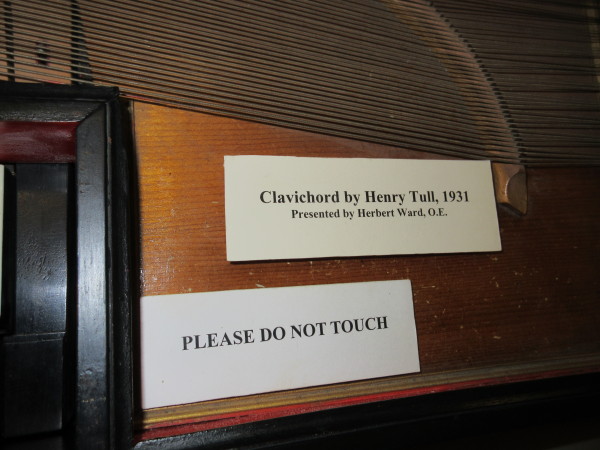 Clavichord by Henry Tull, 1931
Presented by Herbert Ward, O.E.
PLEASE DO NOT TOUCH